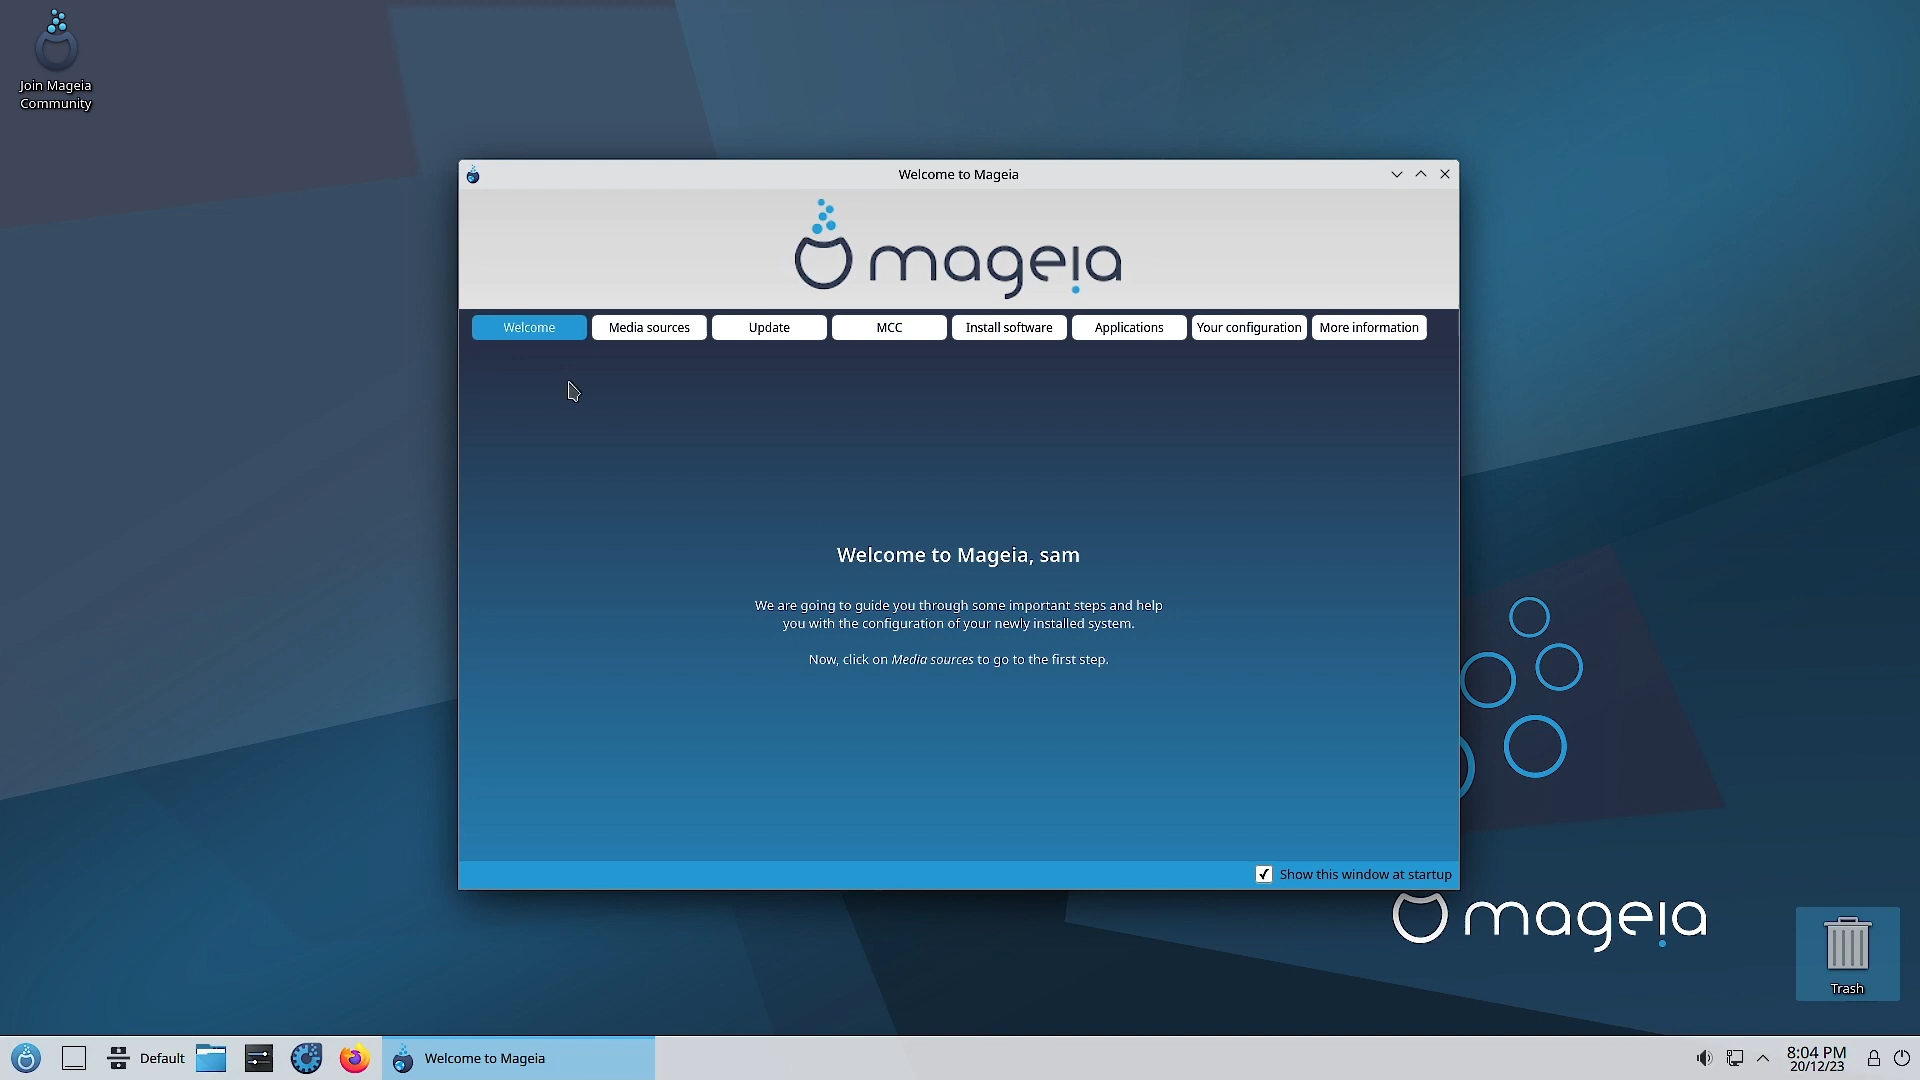 Join Mageia
Community
Welcome to Mageia
mageia
Welcome
Media sources
Update
MCC
Install software
Applications
Your configuration
More information
Welcome to Mageia, sam
We are going to guide you through some important steps and help
you with the configuration of your newly installed system.
Now, click on Media sources to go to the first step.
Show this window at startup
mageia
Trash
Default
Welcome to Mageia
8:04 PM
20/12/23